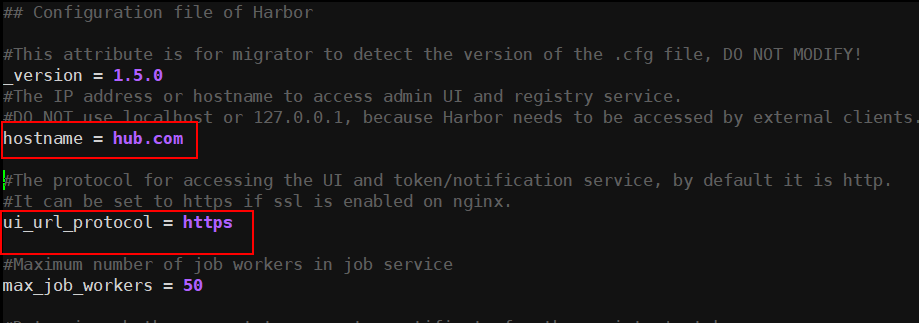 ## Configuration file of Harbor
#This attribute is for migrator to detect the version of the .cfg file, DO NOT MODIFY!
_version = 1.5.0
#The IP address or hostname to access admin UI and registry service.
#DO NOT use localhost or 127.0.0.1, because Harbor needs to be accessed by external clients.
hostname = hub.com
#The protocol for accessing the UI and token/notification service, by default it is http.
#It can be set to https if ssl is enabled on nginx.
ui_url_protocol = https
#Maximum number of job workers in job service
max_job_workers = 50